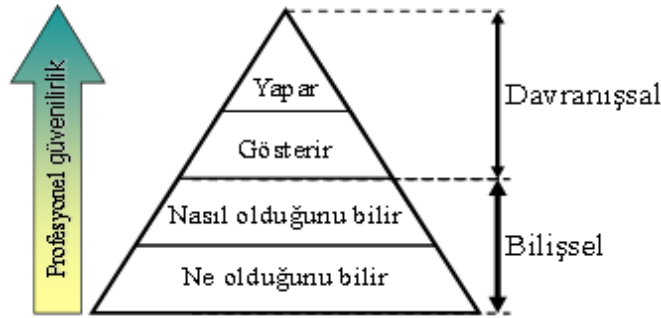 Profesyonel güvenilirlik
Yapar
Gösterir
Nasıl olduğunu bilir
Ne olduğunu bilir
Davranışsal
Bilişsel